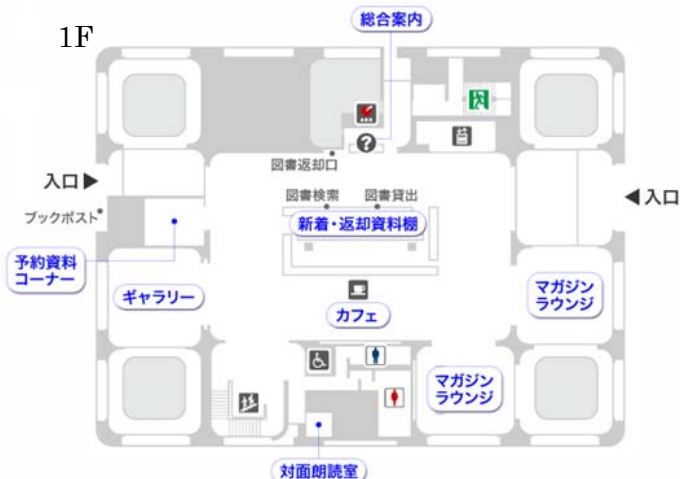 総合案内
1F
図書返却口
入口
入口
図書検索
図書貸出
ブックポスト
新着・返却資料棚
予約資料
コーナー
ギャラリー
マガジン
ラウンジ
カフェ
マガジン
ラウンジ
対面朗読室